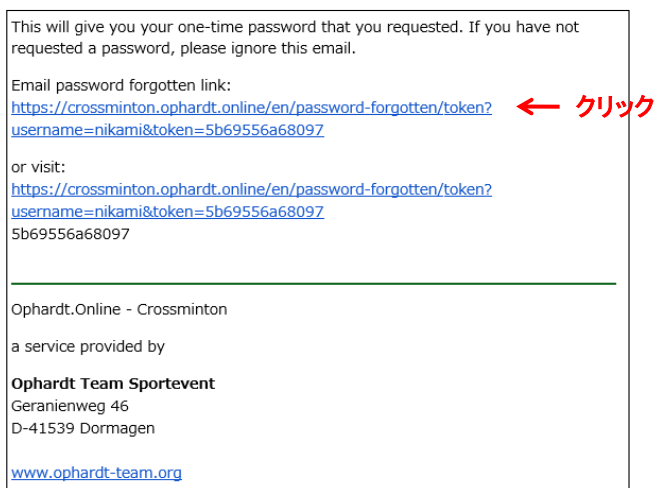 This will give you your one-time password that you requested. If you have not
requested a password, please ignore this email.
Email password forgotten link:
https://crossminton.ophardt.online/en/password-forgotten/token?
← クリック
username=nikami&token=5b69556a68097
or visit:
https://crossminton.ophardt.online/en/password-forgotten/token?
username=nikami&token=5b69556a68097
5b69556a68097
Ophardt.Online - Crossminton
a service provided by
Ophardt Team Sportevent
Geranienweg 46
D-41539 Dormagen
www.ophardt-team.org